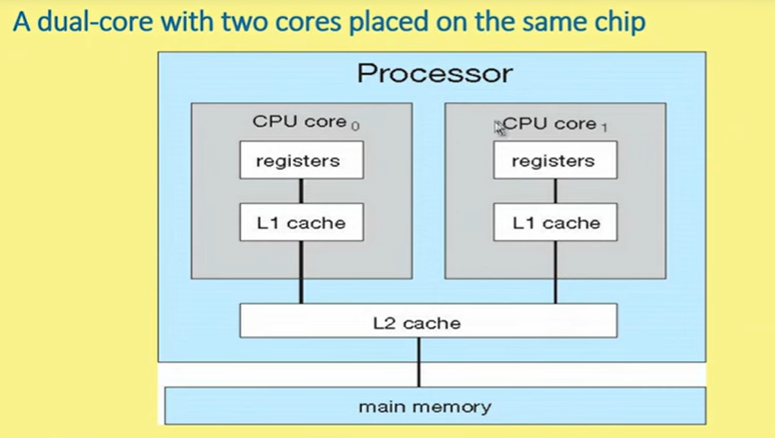 A dual-core with two cores placed on the same chip
Processor
CPU core 0
CPU core 1
registers
registers
L1 cache
L1 cache
L2 cache
main memory